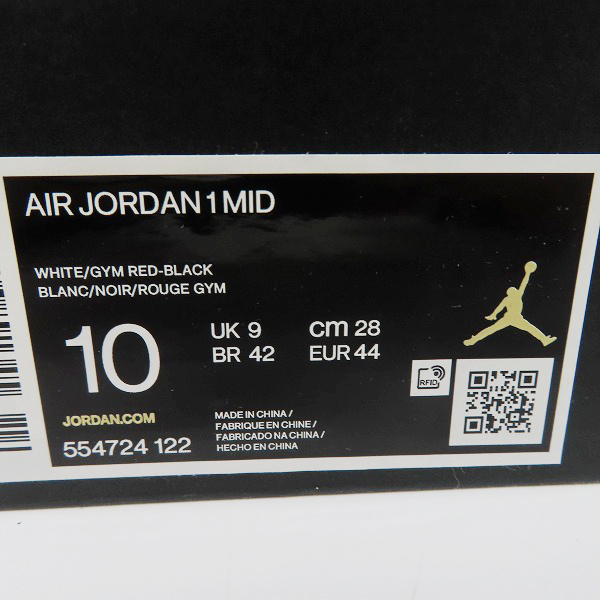 AIR JORDAN 1 MID
WHITE/GYM RED-BLACK
BLANC/NOIR/ROUGE GYM
10
UK 9
cm 28
BR 42
EUR 44
RFID
JORDAN.COM
554724 122
MADE IN CHINA /
FABRIQUE EN CHINE /
FABRICADO NA CHINA /
HECHO EN CHINA